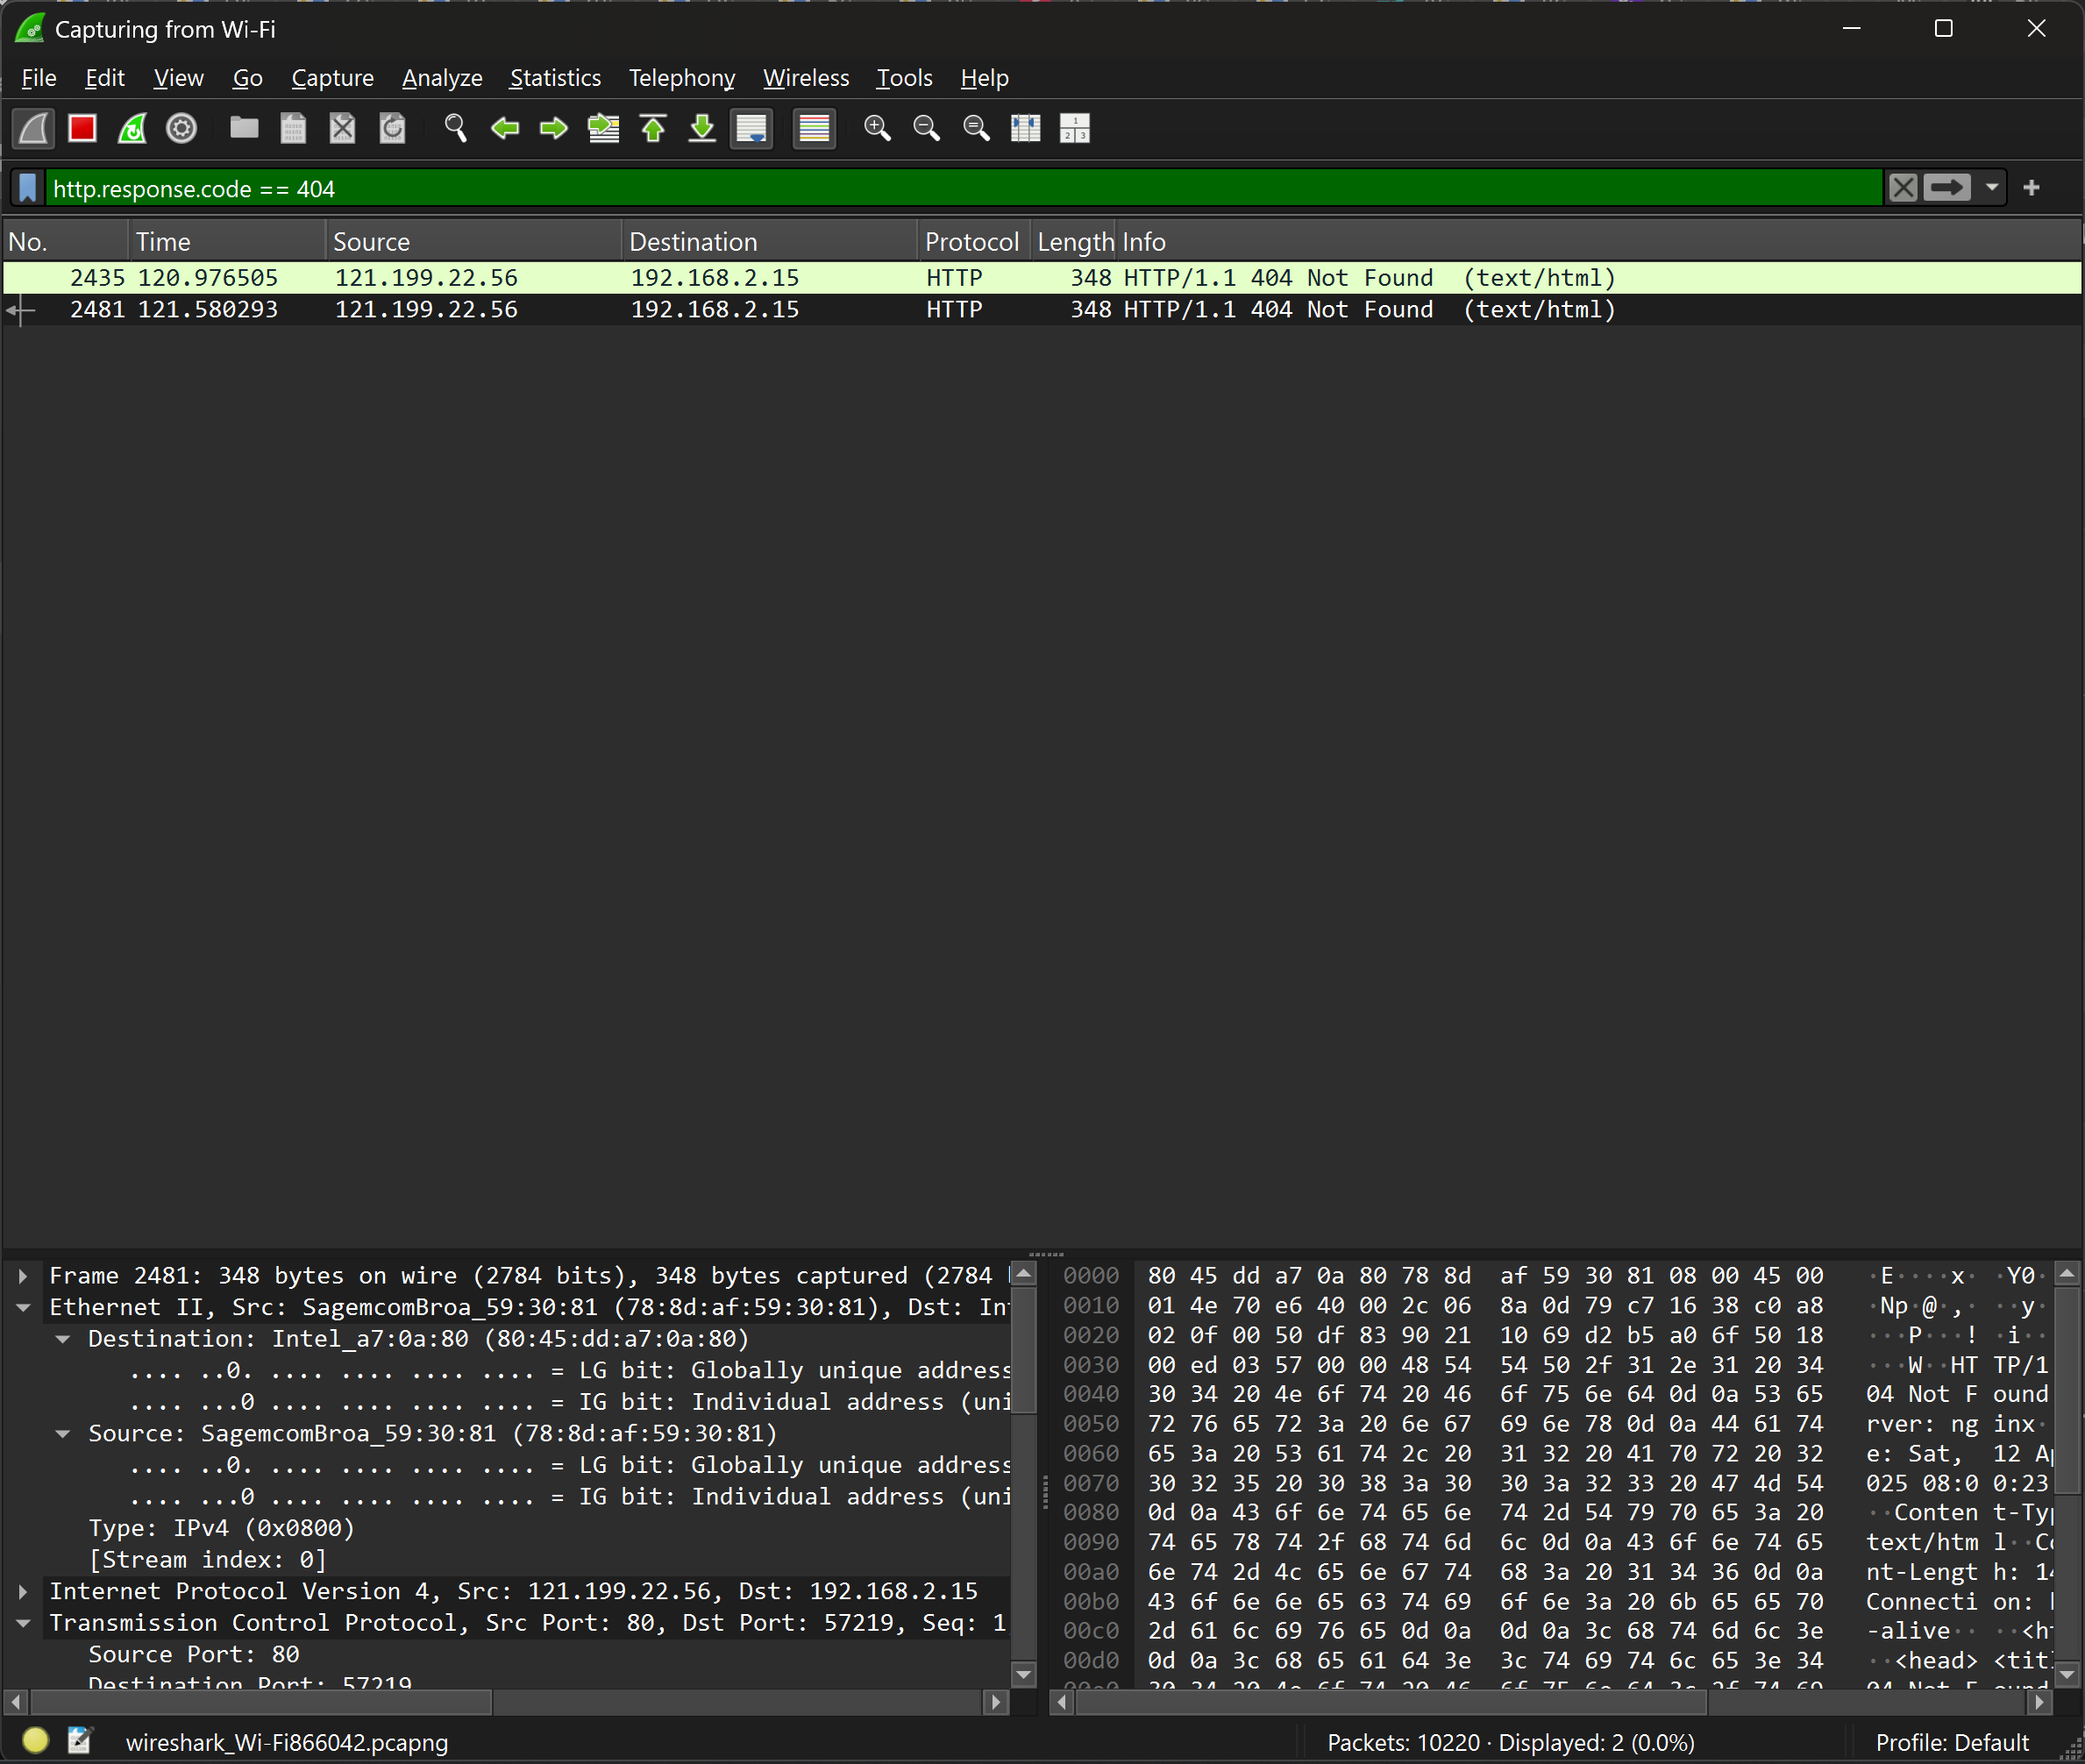 Capturing from Wi-Fi
File Edit View Go Capture Analyze Statistics Telephony Wireless Tools Help
http.response.code == 404
No. Time Source Destination Protocol Length Info
2435 120.976505 121.199.22.56 192.168.2.15 HTTP 348 HTTP/1.1 404 Not Found (text/html)
2481 121.580293 121.199.22.56 192.168.2.15 HTTP 348 HTTP/1.1 404 Not Found (text/html)
Frame 2481: 348 bytes on wire (2784 bits), 348 bytes captured (2784
Ethernet II, Src: SagemcomBroa_59:30:81 (78:8d:af:59:30:81), Dst: In
Destination: Intel_a7:0a:80 (80:45:dd:a7:0a:80)
.... ..0. .... .... .... .... = LG bit: Globally unique address
.... ...0 .... .... .... .... = IG bit: Individual address (uni
Source: SagemcomBroa_59:30:81 (78:8d:af:59:30:81)
.... ..0. .... .... .... .... = LG bit: Globally unique address
.... ...0 .... .... .... .... = IG bit: Individual address (uni
Type: IPv4 (0x0800)
[Stream index: 0]
Internet Protocol Version 4, Src: 121.199.22.56, Dst: 192.168.2.15
Transmission Control Protocol, Src Port: 80, Dst Port: 57219, Seq: 1
Source Port: 80
Destination Port: 57219
0000 80 45 dd a7 0a 80 78 8d af 59 30 81 08 00 45 00 ·E····x· ·Y0·
0010 01 4e 70 e6 40 00 2c 06 8a 0d 79 c7 16 38 c0 a8 ·Np·@·,· ··y·
0020 02 0f 00 50 df 83 90 21 10 69 d2 b5 a0 6f 50 18 ···P···! ·i··
0030 00 ed 03 57 00 00 48 54 54 50 2f 31 2e 31 20 34 ···W··HT TP/1
0040 30 34 20 4e 6f 74 20 46 6f 75 6e 64 0d 0a 53 65 04 Not F ound
0050 72 76 65 72 3a 20 6e 67 69 6e 78 0d 0a 44 61 74 rver: ng inx·
0060 65 3a 20 53 61 74 2c 20 31 32 20 41 70 72 20 32 e: Sat, 12 Ap
0070 30 32 35 20 30 38 3a 30 30 3a 32 33 20 47 4d 54 025 08:0 0:23
0080 0d 0a 43 6f 6e 74 65 6e 74 2d 54 79 70 65 3a 20 ··Conten t-Typ
0090 74 65 78 74 2f 68 74 6d 6c 0d 0a 43 6f 6e 74 65 text/htm l··Co
00a0 6e 74 2d 4c 65 6e 67 74 68 3a 20 31 34 36 0d 0a nt-Lengt h: 14
00b0 43 6f 6e 6e 65 63 74 69 6f 6e 3a 20 6b 65 65 70 Connecti on: k
00c0 2d 61 6c 69 76 65 0d 0a 0d 0a 3c 68 74 6d 6c 3e -alive·· ··<ht
00d0 0d 0a 3c 68 65 61 64 3e 3c 74 69 74 6c 65 3e 34 ··<head> <tit
wireshark_Wi-Fi866042.pcapng
Packets: 10220 · Displayed: 2 (0.0%)
Profile: Default